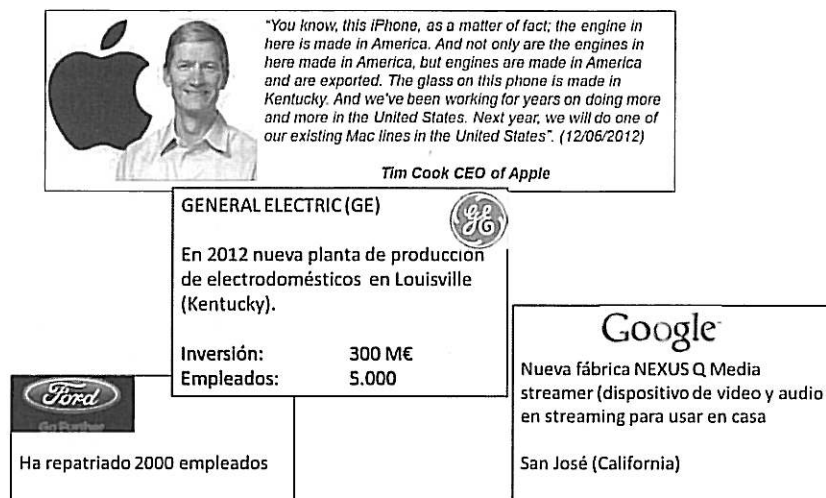 "You know, this iPhone, as a matter of fact; the engine in
here is made in America. And not only are the engines in
here made in America, but engines are made in America
and are exported. The glass on this phone is made in
Kentucky. And we've been working for years on doing more
and more in the United States. Next year, we will do one of
our existing Mac lines in the United States". (12/06/2012)
Tim Cook CEO of Apple
GENERAL ELECTRIC (GE)
GE
En 2012 nueva planta de producción
de electrodomésticos en Louisville
(Kentucky).
Inversión: 300 M€
Empleados: 5.000
Ford
Go Further
Ha repatriado 2000 empleados
Google
Nueva fábrica NEXUS Q Media
streamer (dispositivo de video y audio
en streaming para usar en casa
San José (California)